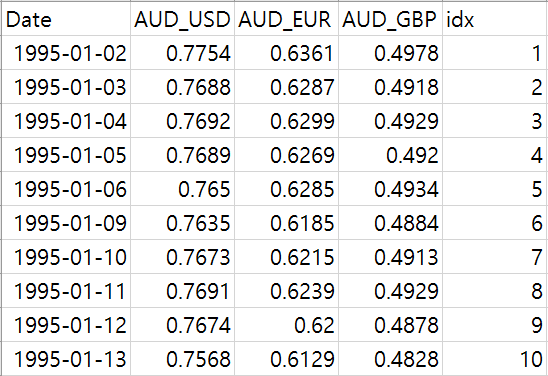 Date AUD_USD AUD_EUR AUD_GBP idx
1995-01-02 0.7754 0.6361 0.4978 1
1995-01-03 0.7688 0.6287 0.4918 2
1995-01-04 0.7692 0.6299 0.4929 3
1995-01-05 0.7689 0.6269 0.492 4
1995-01-06 0.765 0.6285 0.4934 5
1995-01-09 0.7635 0.6185 0.4884 6
1995-01-10 0.7673 0.6215 0.4913 7
1995-01-11 0.7691 0.6239 0.4929 8
1995-01-12 0.7674 0.62 0.4878 9
1995-01-13 0.7568 0.6129 0.4828 10